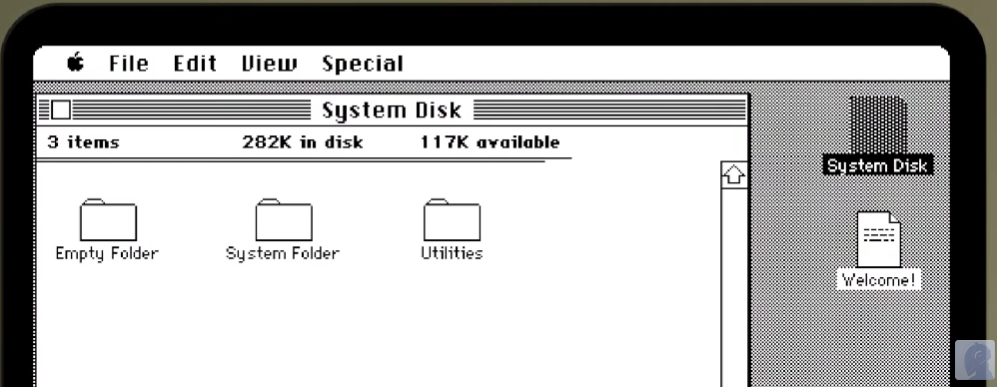 File Edit View Special
System Disk
3 items 282K in disk 117K available
System Disk
Empty Folder System Folder Utilities
Welcome!